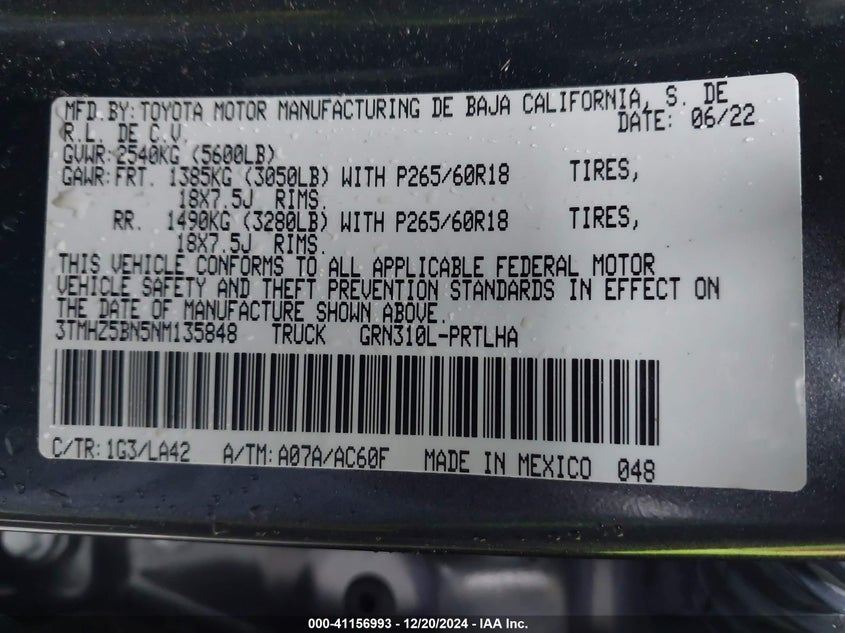 MFD.BY:TOYOTA MOTOR MANUFACTURING DE BAJA CALIFORNIA, S. DE
R.L. DE C.V. DATE: 06/22
GVWR:2540KG (5600LB)
GAWR:FRT. 1385KG (3050LB) WITH P265/60R18 TIRES,
18X7.5J RIMS.
RR. 1490KG (3280LB) WITH P265/60R18 TIRES,
18X7.5J RIMS.
THIS VEHICLE CONFORMS TO ALL APPLICABLE FEDERAL MOTOR
VEHICLE SAFETY AND THEFT PREVENTION STANDARDS IN EFFECT ON
THE DATE OF MANUFACTURE SHOWN ABOVE.
3TMHZ5BN5NM135848 TRUCK GRN310L-PRTLHA
C/TR:1G3/LA42 A/TM:A07A/AC60F MADE IN MEXICO 048
000-41156993 - 12/20/2024 - IAA Inc.